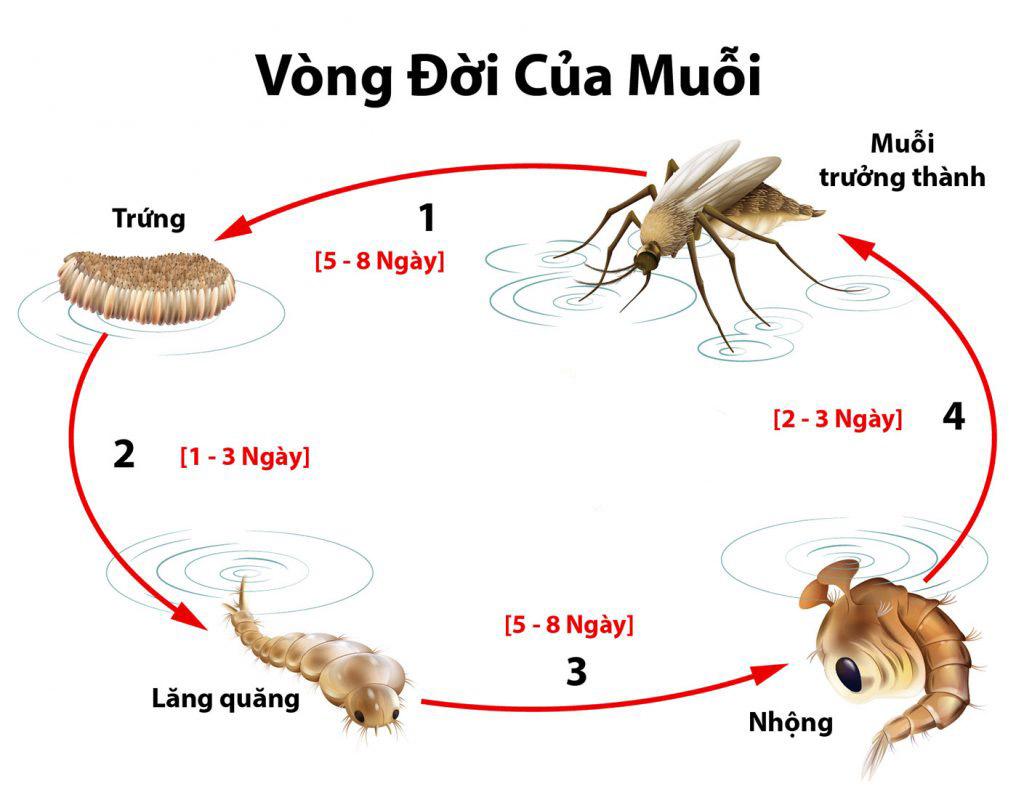 Vòng Đời Của Muỗi
Muỗi
trưởng thành
Trứng
1
[5 - 8 Ngày]
2
[1 - 3 Ngày]
Lăng quăng
[5 - 8 Ngày]
3
Nhộng
[2 - 3 Ngày]
4